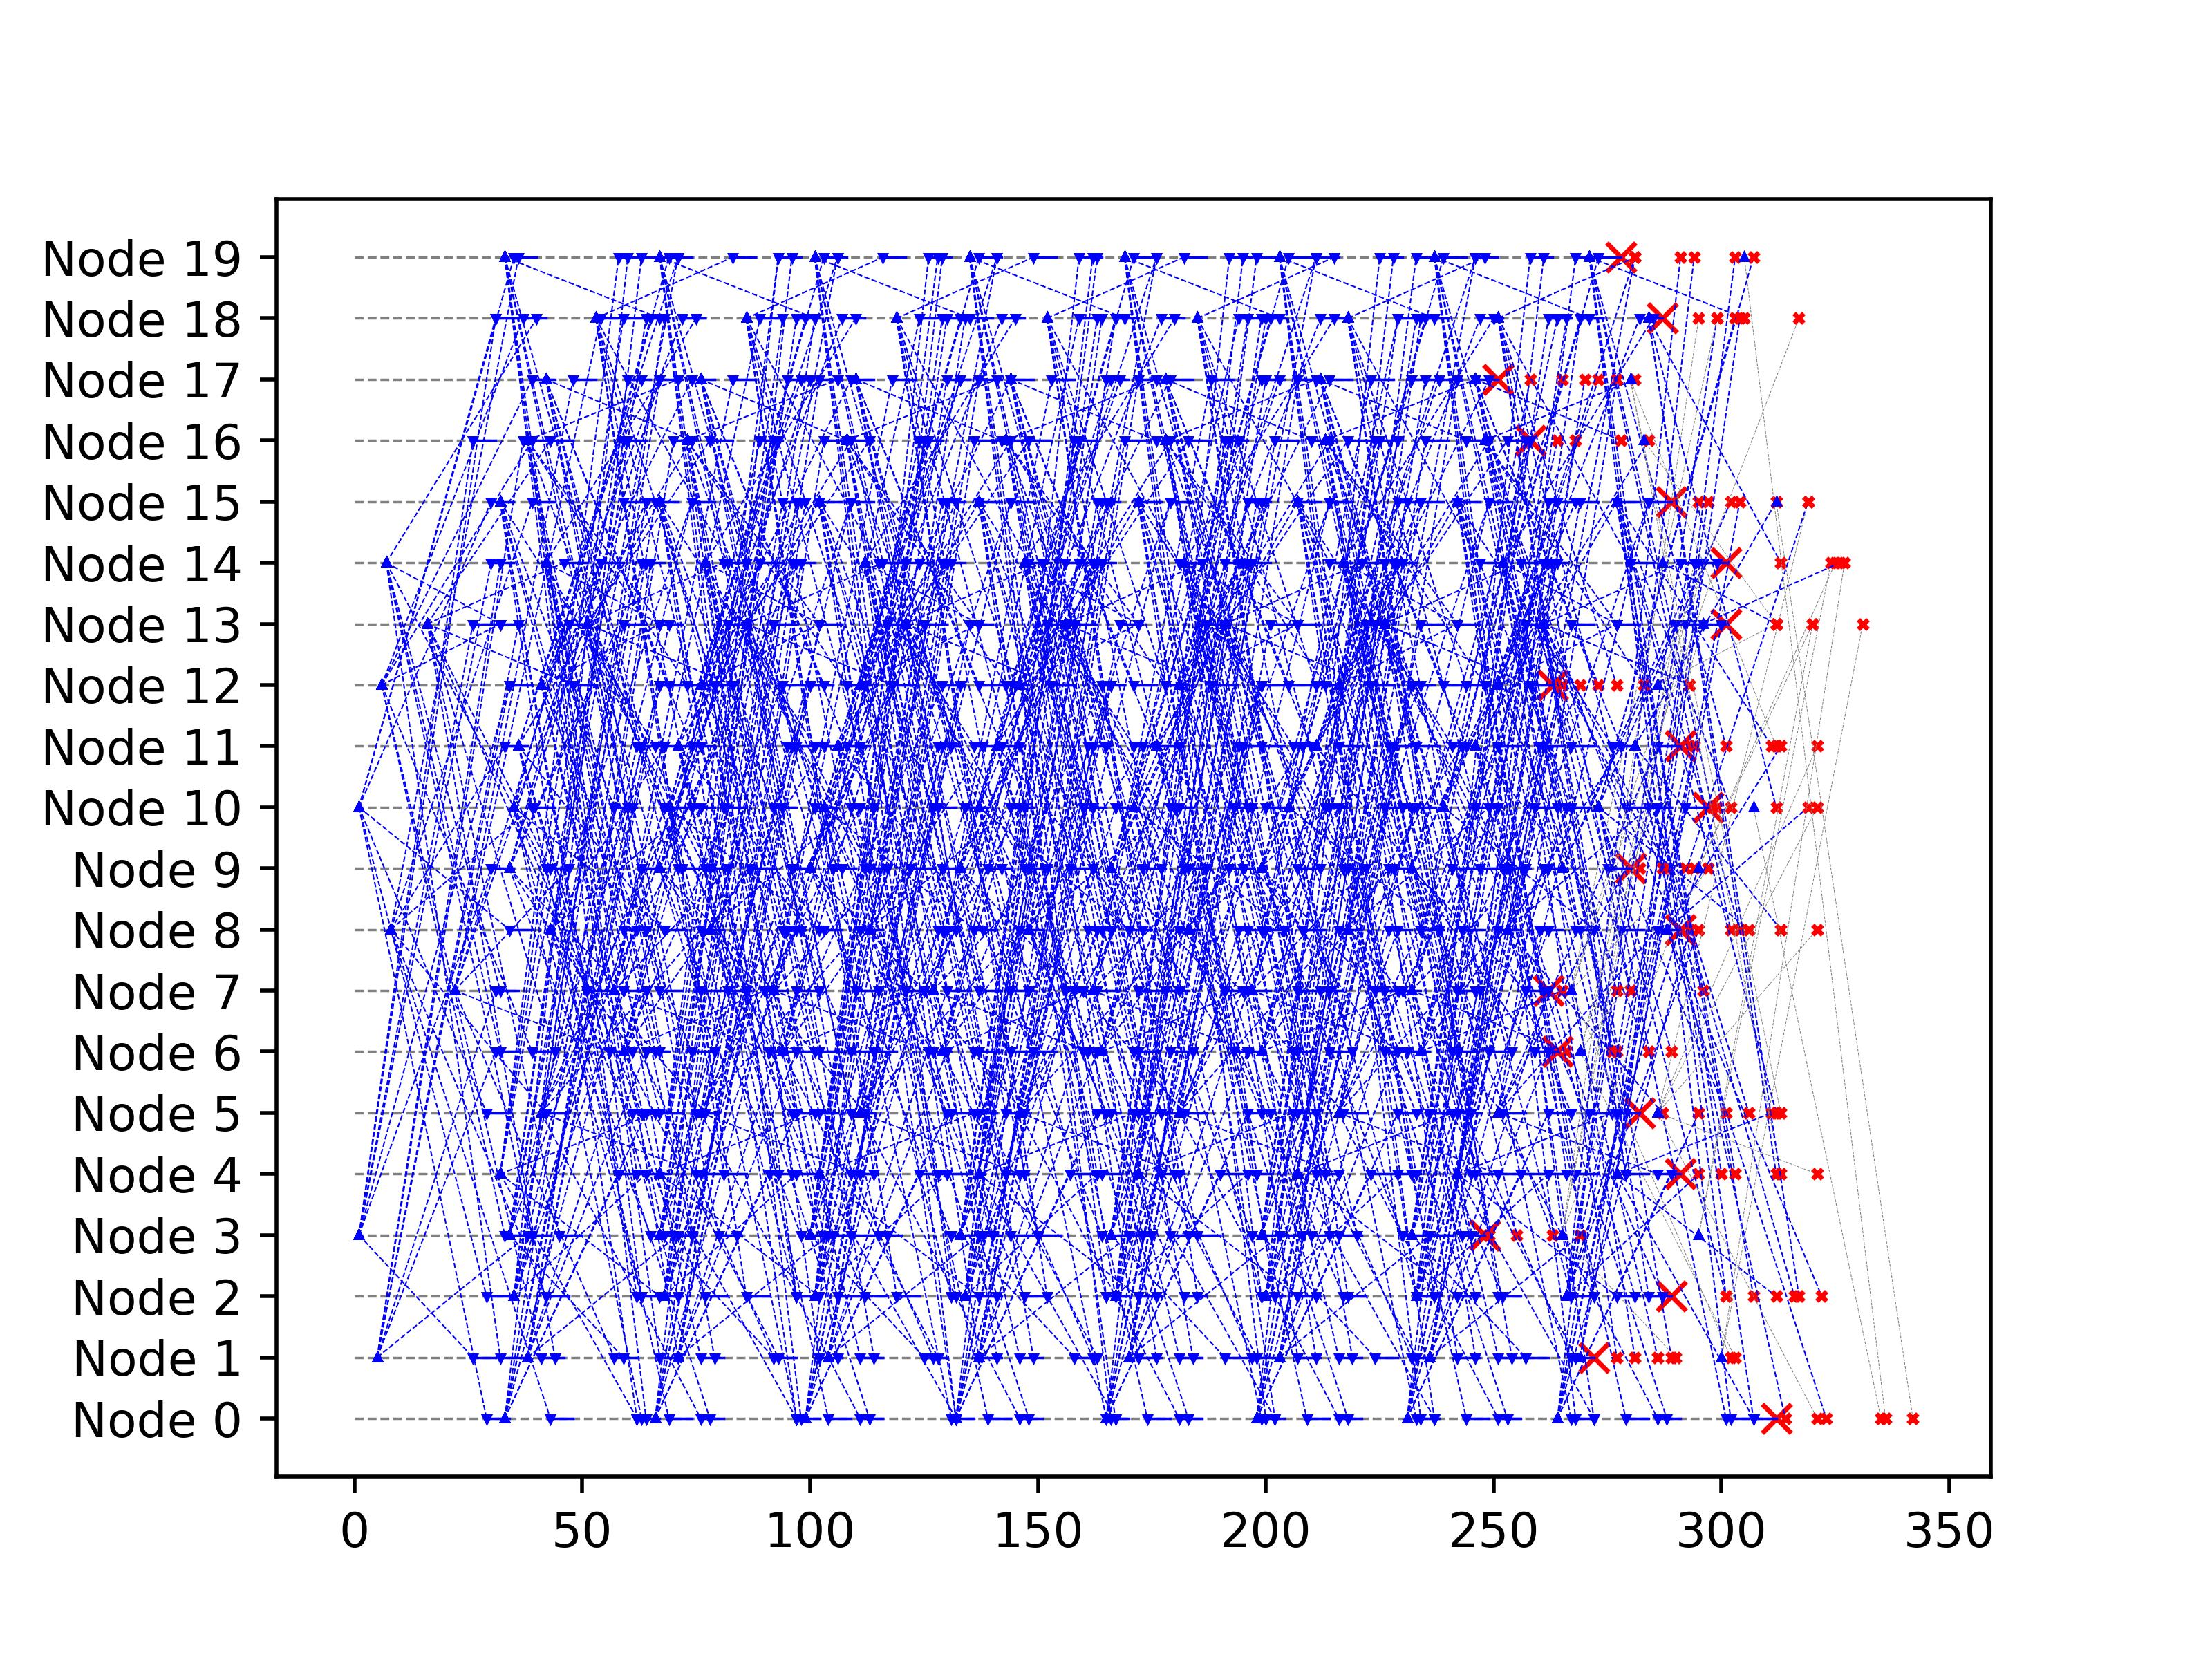 Node 19
Node 18
Node 17
Node 16
Node 15
Node 14
Node 13
Node 12
Node 11
Node 10
Node 9
Node 8
Node 7
Node 6
Node 5
Node 4
Node 3
Node 2
Node 1
Node 0
0 50 100 150 200 250 300 350